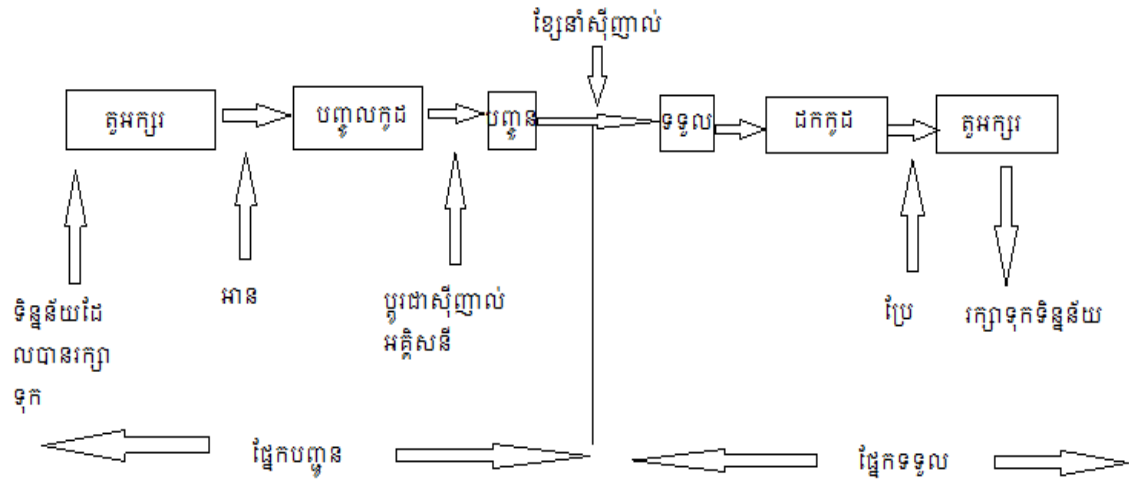 ខ្សែនាំស៊ីញាល់
តួអក្សរ
បញ្ចូលកូដ
បញ្ជូន
ទទួល
ដកកូដ
តួអក្សរ
ទិន្នន័យដែ
លបានរក្សា
ទុក
អាន
ប្ដូរជាស៊ីញាល់
អគ្គិសនី
ប្រែ
រក្សាទុកទិន្នន័យ
ផ្នែកបញ្ជូន
ផ្នែកទទួល